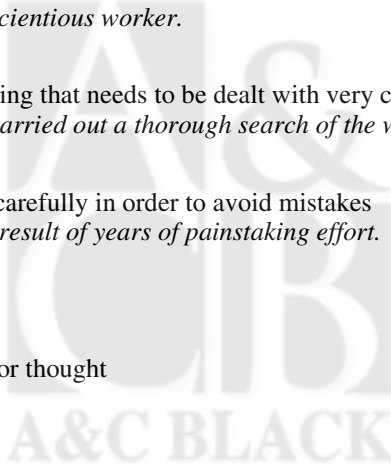 cientious worker.
ing that needs to be dealt with very c
arried out a thorough search of the
carefully in order to avoid mistakes
result of years of painstaking effort.
or thought
A&
CB
A&C BLACK